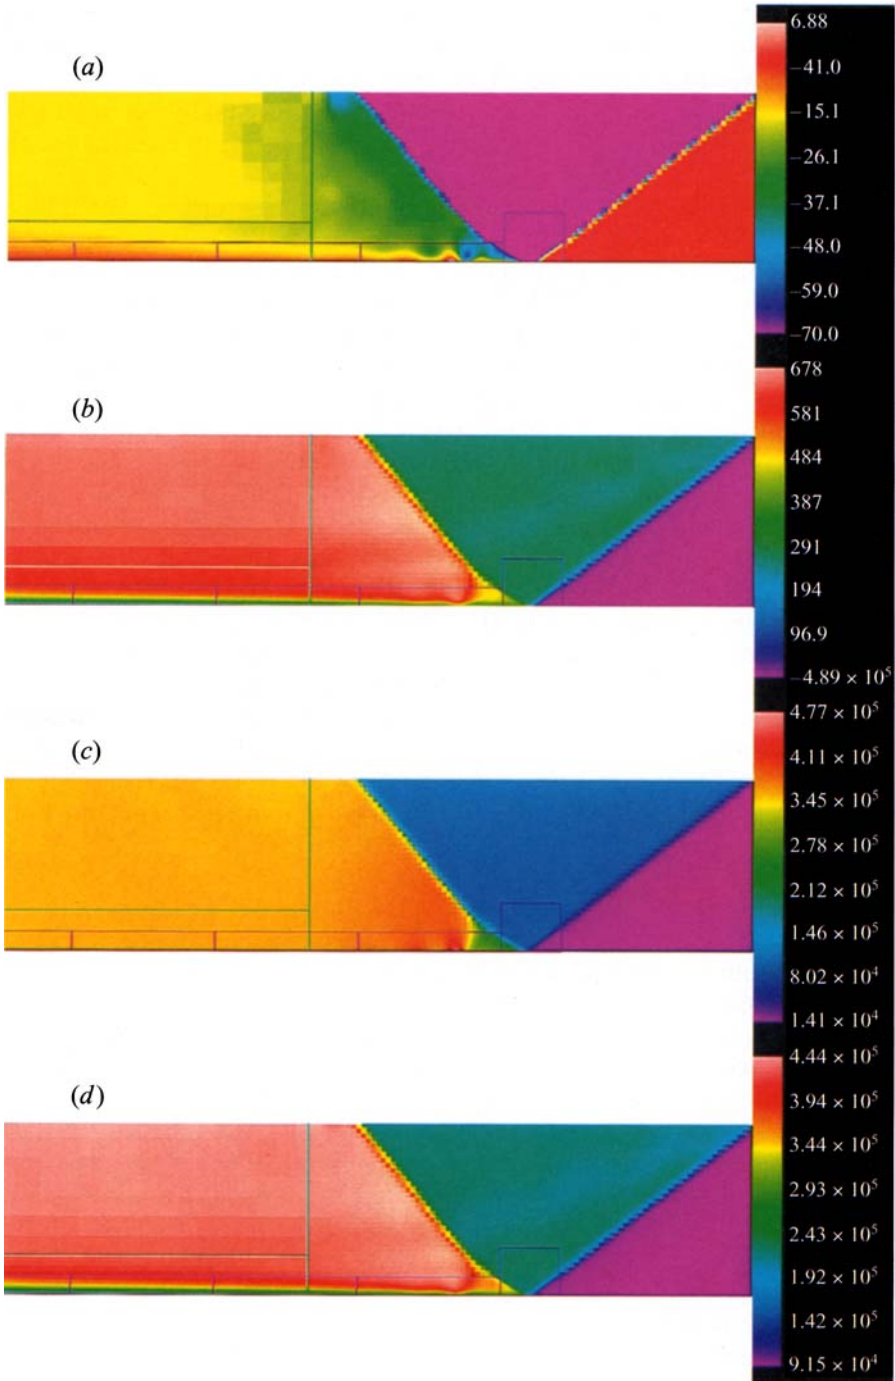 (a)
6.88
−41.0
−15.1
−26.1
−37.1
−48.0
−59.0
−70.0
(b)
678
581
484
387
291
194
96.9
−4.89 × 10⁵
(c)
4.77 × 10⁵
4.11 × 10⁵
3.45 × 10⁵
2.78 × 10⁵
2.12 × 10⁵
1.46 × 10⁵
8.02 × 10⁴
1.41 × 10⁴
(d)
4.44 × 10⁵
3.94 × 10⁵
3.44 × 10⁵
2.93 × 10⁵
2.43 × 10⁵
1.92 × 10⁵
1.42 × 10⁵
9.15 × 10⁴